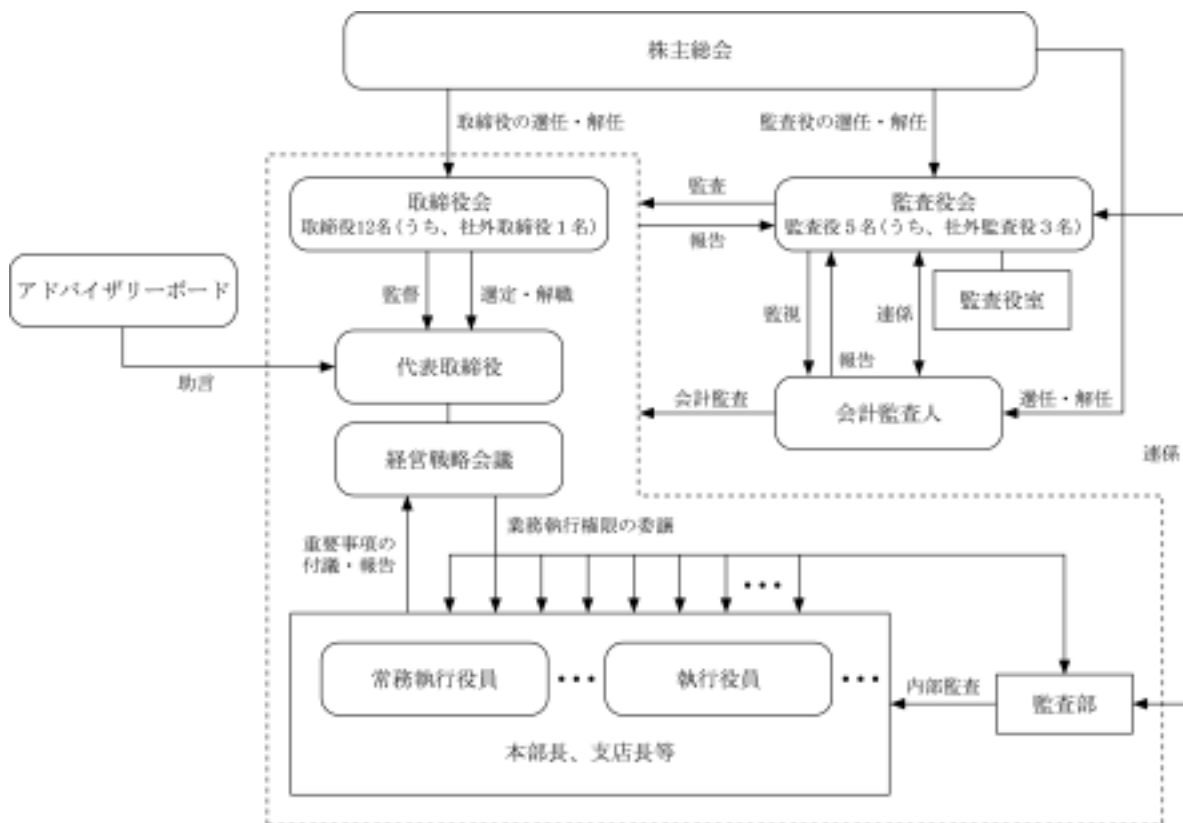 株主総会
取締役の選任・解任
監査役の選任・解任
取締役会
取締役12名(うち、社外取締役1名)
監査
報告
監査役会
監査役5名(うち、社外監査役3名)
アドバイザリーボード
監督
選定・解職
監視
連係
監査役室
代表取締役
助言
報告
会計監査
会計監査人
選任・解任
経営戦略会議
連係
業務執行権限の委譲
重要事項の
付議・報告
常務執行役員
執行役員
内部監査
監査部
本部長、支店長等